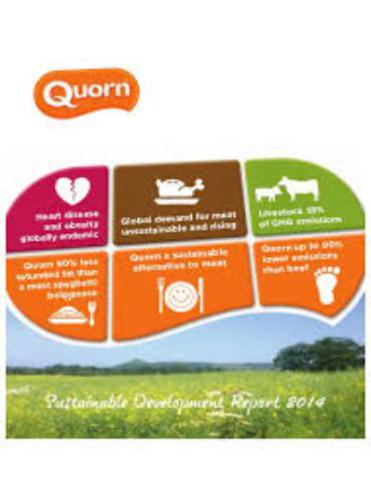 Quorn
Heart disease
and obesity
globally endemic
Global demand for meat
unsustainable and rising
Livestock 18%
of GHG emissions
Quorn 90% less
saturated fat than
a meat spaghetti
bolognese
Quorn a sustainable
alternative to meat
Quorn up to 90%
lower emissions
than beef
Sustainable Development Report 2014